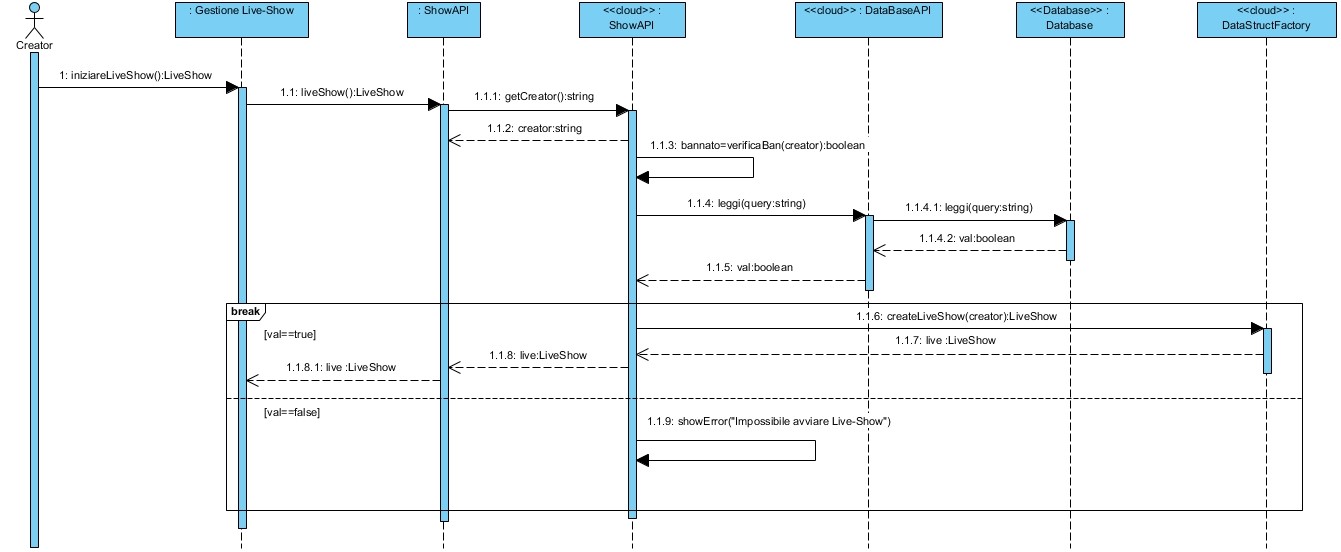 : Gestione Live-Show
: ShowAPI
<<cloud>> :
ShowAPI
<<cloud>> : DataBaseAPI
<<Database>> :
Database
<<cloud>> :
DataStructFactory
Creator
1: iniziareLiveShow():LiveShow
1.1: liveShow():LiveShow
1.1.1: getCreator():string
1.1.2: creator:string
1.1.3: bannato=verificaBan(creator):boolean
1.1.4: leggi(query:string)
1.1.4.1: leggi(query:string)
1.1.4.2: val:boolean
1.1.5: val:boolean
break
[val==true]
1.1.6: createLiveShow(creator):LiveShow
1.1.7: live :LiveShow
1.1.8: live:LiveShow
1.1.8.1: live :LiveShow
[val==false]
1.1.9: showError("Impossibile avviare Live-Show")